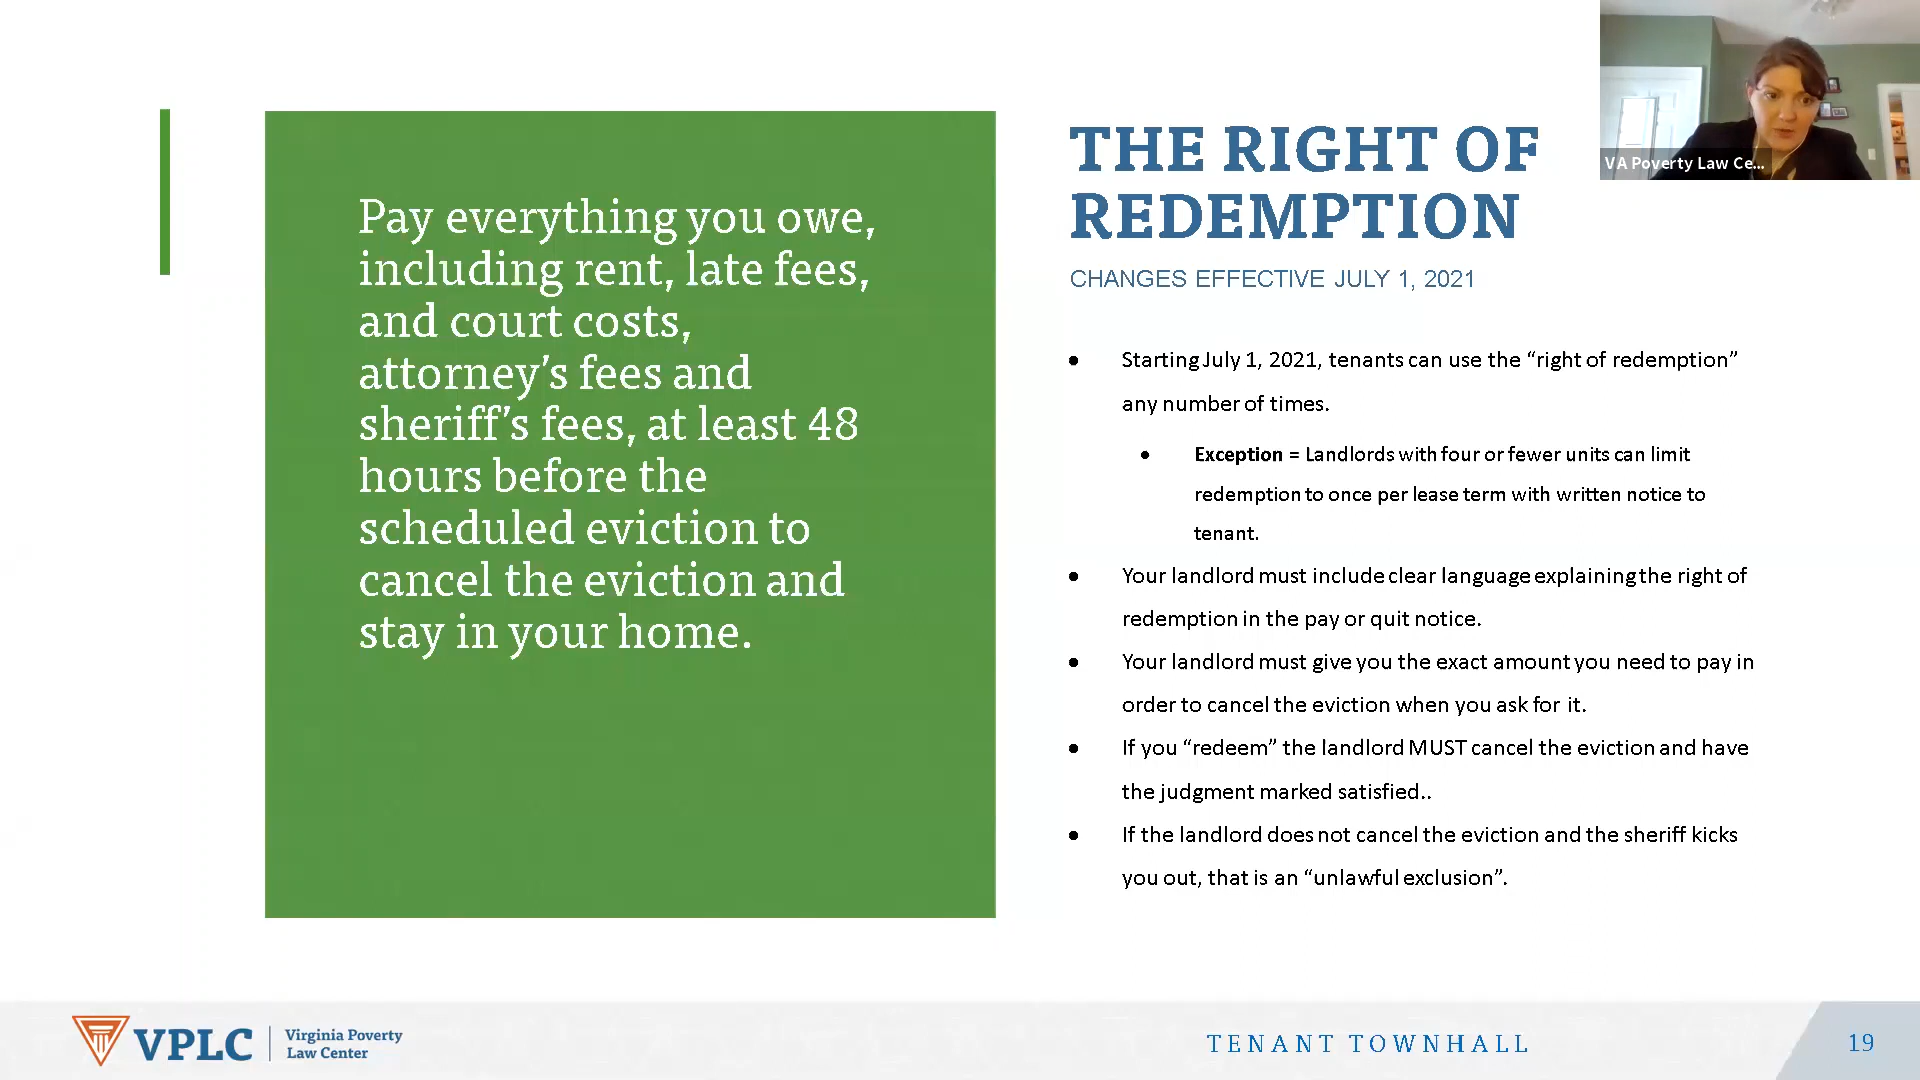 Pay everything you owe,
including rent, late fees,
and court costs,
attorney’s fees and
sheriff’s fees, at least 48
hours before the
scheduled eviction to
cancel the eviction and
stay in your home.
THE RIGHT OF
REDEMPTION
CHANGES EFFECTIVE JULY 1, 2021
● Starting July 1, 2021, tenants can use the “right of redemption”
any number of times.
● Exception = Landlords with four or fewer units can limit
redemption to once per lease term with written notice to
tenant.
● Your landlord must include clear language explaining the right of
redemption in the pay or quit notice.
● Your landlord must give you the exact amount you need to pay in
order to cancel the eviction when you ask for it.
● If you “redeem” the landlord MUST cancel the eviction and have
the judgment marked satisfied..
● If the landlord does not cancel the eviction and the sheriff kicks
you out, that is an “unlawful exclusion”.
VA Poverty Law Ce...
VPLC
Virginia Poverty
Law Center
TENANT TOWNHALL
19